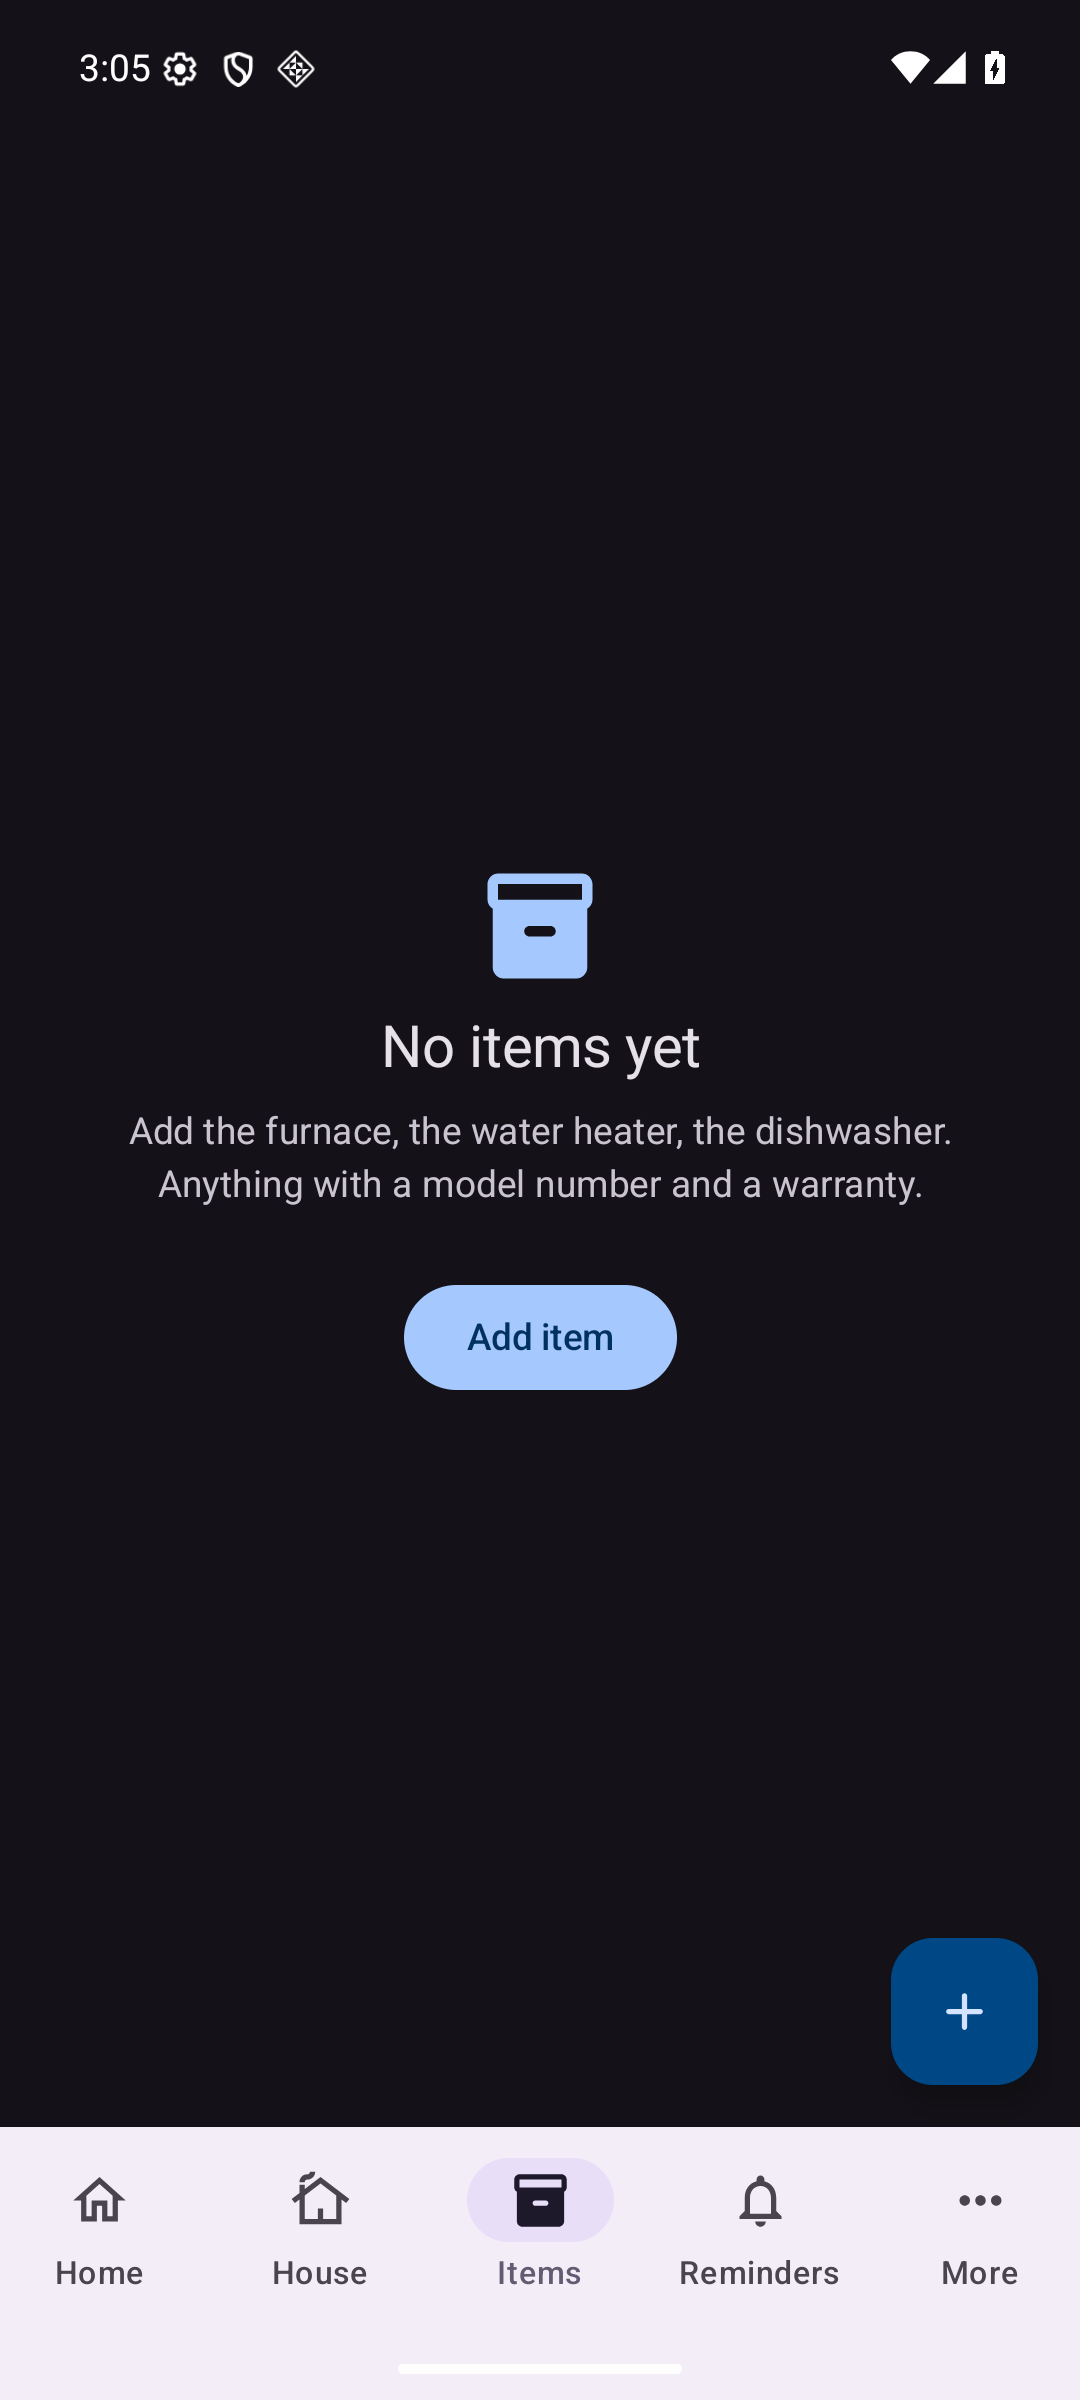 3:05
No items yet
Add the furnace, the water heater, the dishwasher.
Anything with a model number and a warranty.
Add item
Home
House
Items
Reminders
More